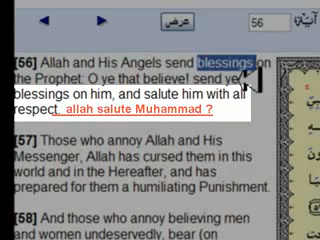 عرض
56
[56] Allah and His Angels send blessings on
the Prophet: O ye that believe! send ye
blessings on him, and salute him with all
respect. allah salute Muhammad ?
[57] Those who annoy Allah and His
Messenger, Allah has cursed them in this
world and in the Hereafter, and has
prepared for them a humiliating Punishment.
[58] And those who annoy believing men
and women undeservedly, bear (on